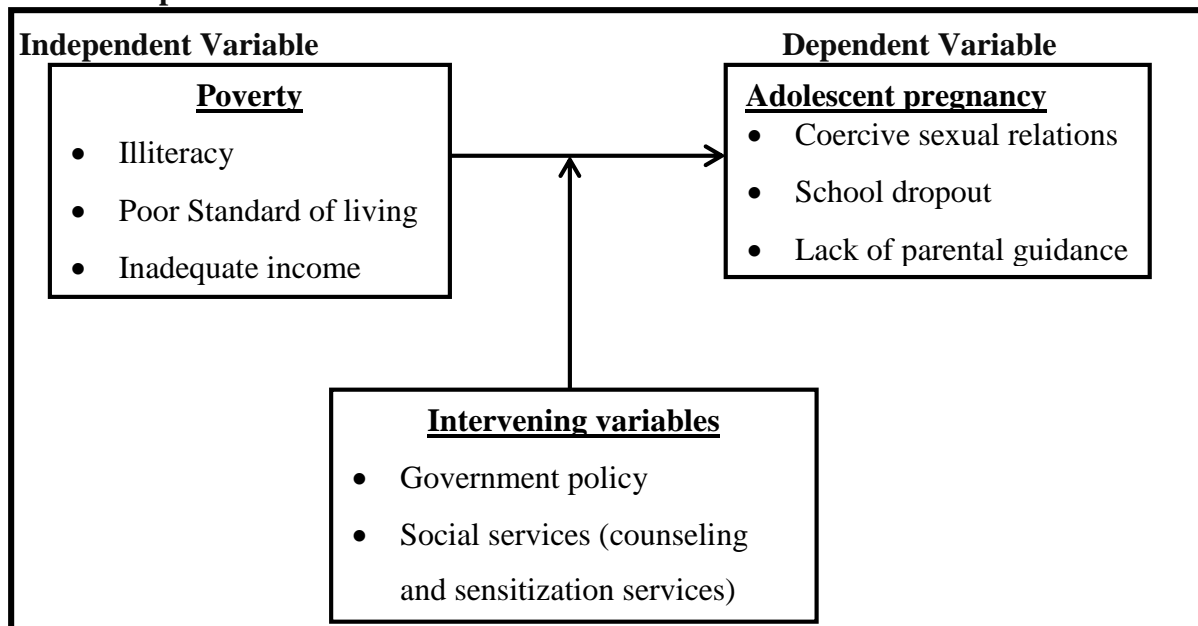 Independent Variable
Dependent Variable
Poverty
• Illiteracy
• Poor Standard of living
• Inadequate income
Adolescent pregnancy
• Coercive sexual relations
• School dropout
• Lack of parental guidance
Intervening variables
• Government policy
• Social services (counseling
and sensitization services)